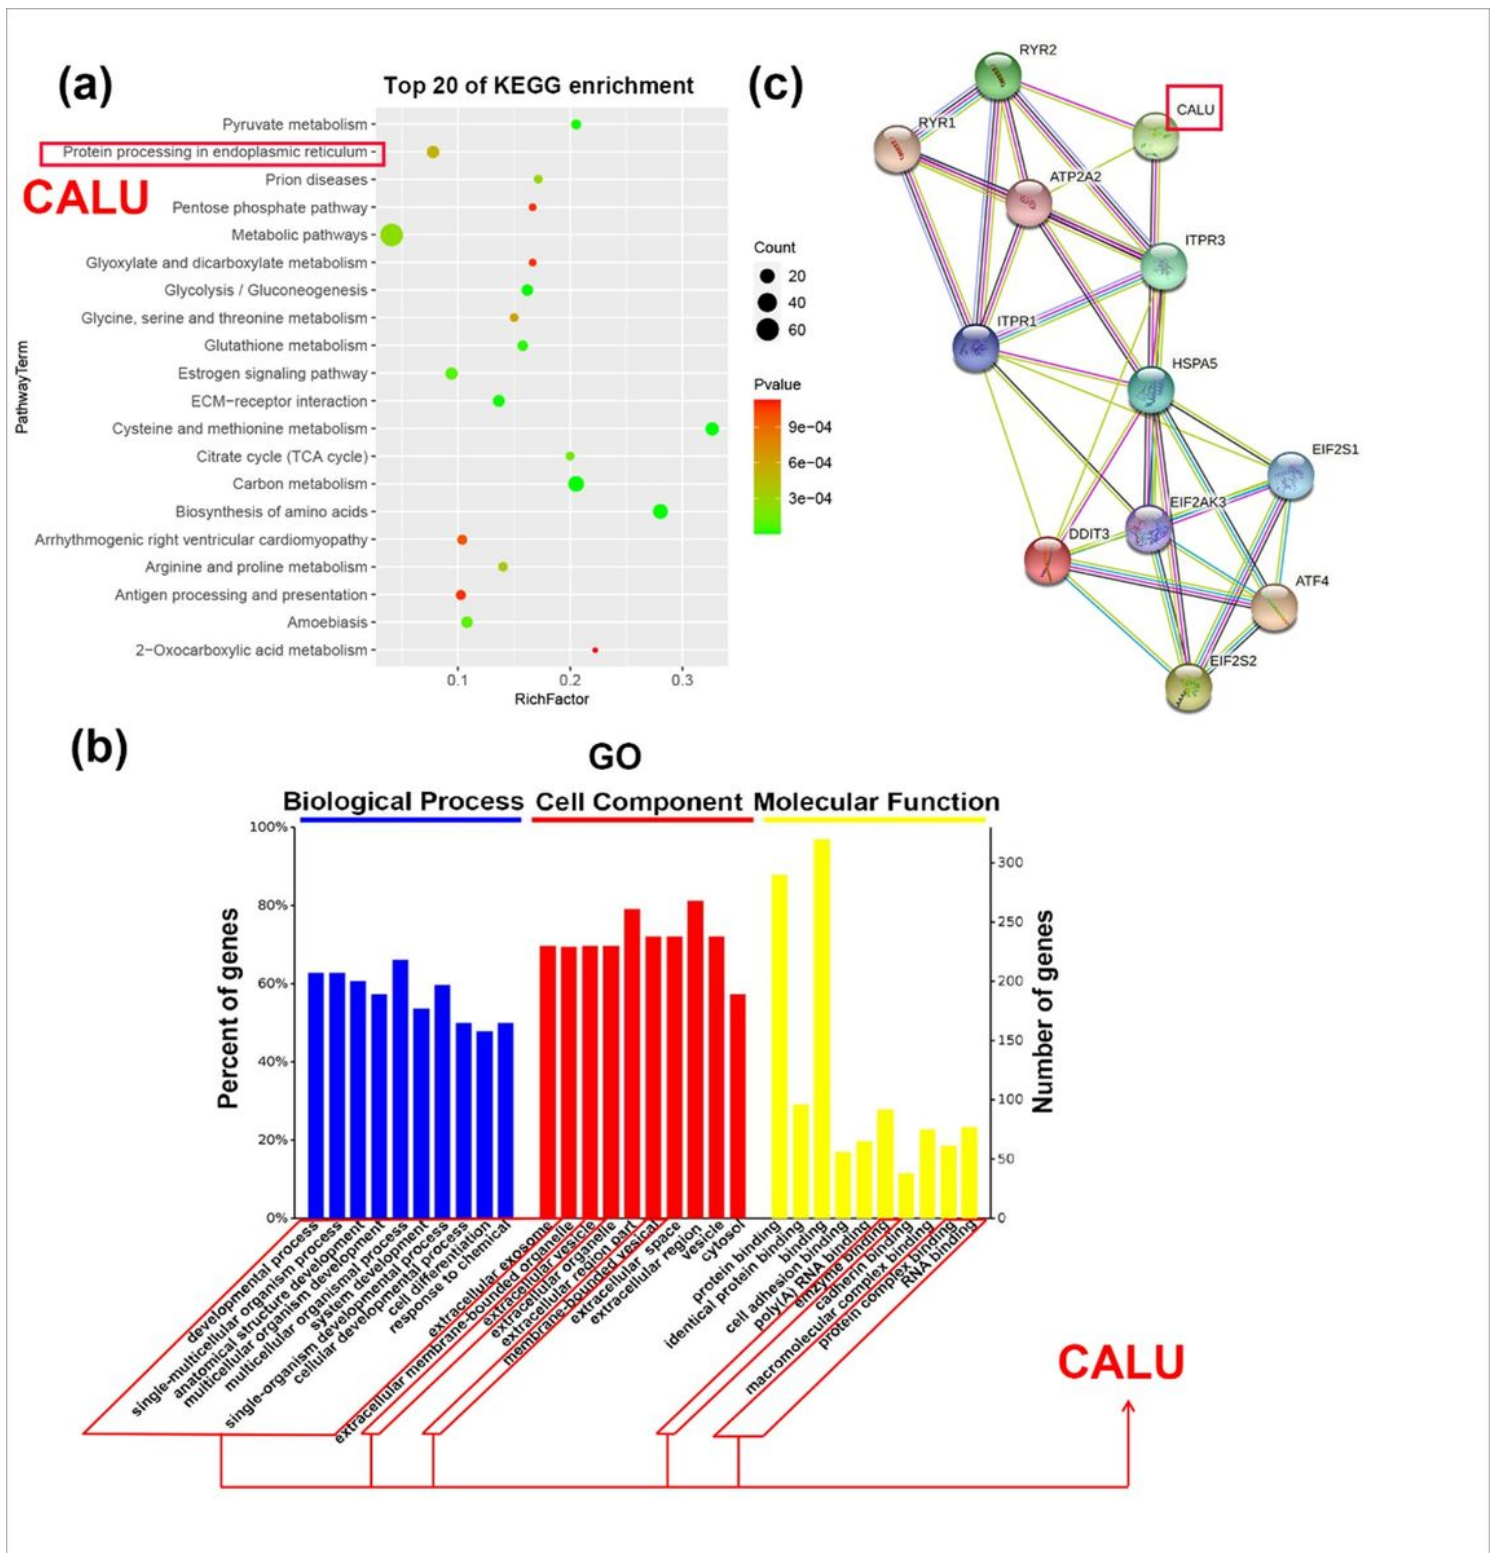 (a)
Top 20 of KEGG enrichment
Pyruvate metabolism
Protein processing in endoplasmic reticulum
CALU
Prion diseases
Pentose phosphate pathway
Metabolic pathways
Glyoxylate and dicarboxylate metabolism
Glycolysis / Gluconeogenesis
Glycine, serine and threonine metabolism
Glutathione metabolism
Estrogen signaling pathway
ECM−receptor interaction
Cysteine and methionine metabolism
Citrate cycle (TCA cycle)
Carbon metabolism
Biosynthesis of amino acids
Arrhythmogenic right ventricular cardiomyopathy
Arginine and proline metabolism
Antigen processing and presentation
Amoebiasis
2−Oxocarboxylic acid metabolism
PathwayTerm
0.1 0.2 0.3
RichFactor
Count
20
40
60
Pvalue
9e−04
6e−04
3e−04
(c)
RYR2
CALU
RYR1
ATP2A2
ITPR3
ITPR1
HSPA5
EIF2S1
EIF2AK3
DDIT3
ATF4
EIF2S2
(b)
GO
Biological Process Cell Component Molecular Function
Percent of genes
100%
80%
60%
40%
20%
0%
Number of genes
300
250
200
150
100
50
0
developmental process
single-multicellular organism process
anatomical structure development
multicellular organism development
multicellular organismal process
system development
single-organism developmental process
cellular developmental process
cell differentiation
response to chemical
extracellular exosome
extracellular membrane-bounded organelle
extracellular vesicle
extracellular organelle
extracellular region part
membrane-bounded vesical
extracellular space
extracellular region
vesicle
cytosol
protein binding
identical protein binding
binding
cell adhesion binding
poly(A) RNA binding
enzyme binding
cadherin binding
macromolecular complex binding
protein complex binding
RNA binding
CALU